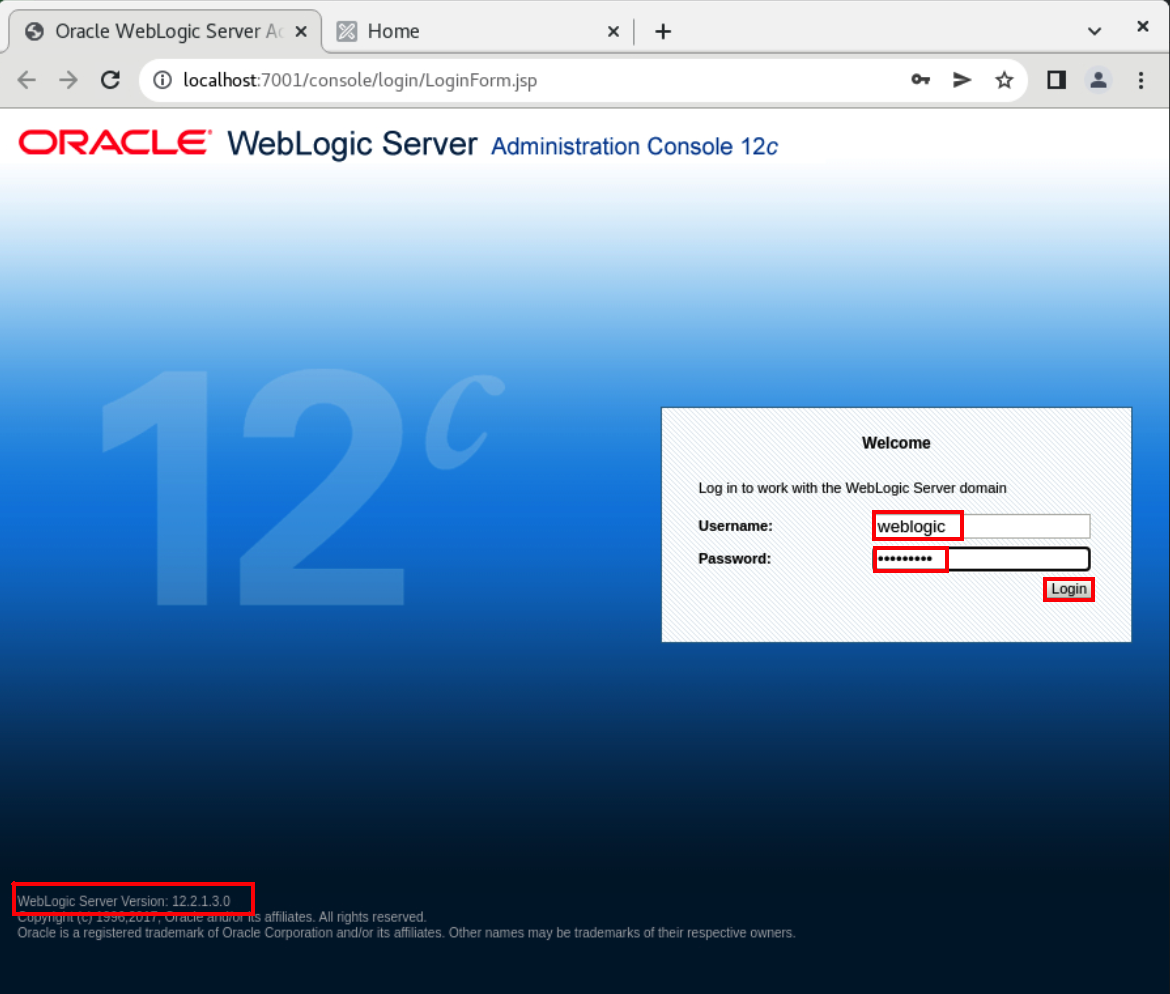 Oracle WebLogic Server Ad
Home
localhost:7001/console/login/LoginForm.jsp
ORACLE WebLogic Server Administration Console 12c
12c
Welcome
Log in to work with the WebLogic Server domain
Username: weblogic
Password: •••••••••
Login
WebLogic Server Version: 12.2.1.3.0
Copyright (c) 1996,2017, Oracle and/or its affiliates. All rights reserved.
Oracle is a registered trademark of Oracle Corporation and/or its affiliates. Other names may be trademarks of their respective owners.